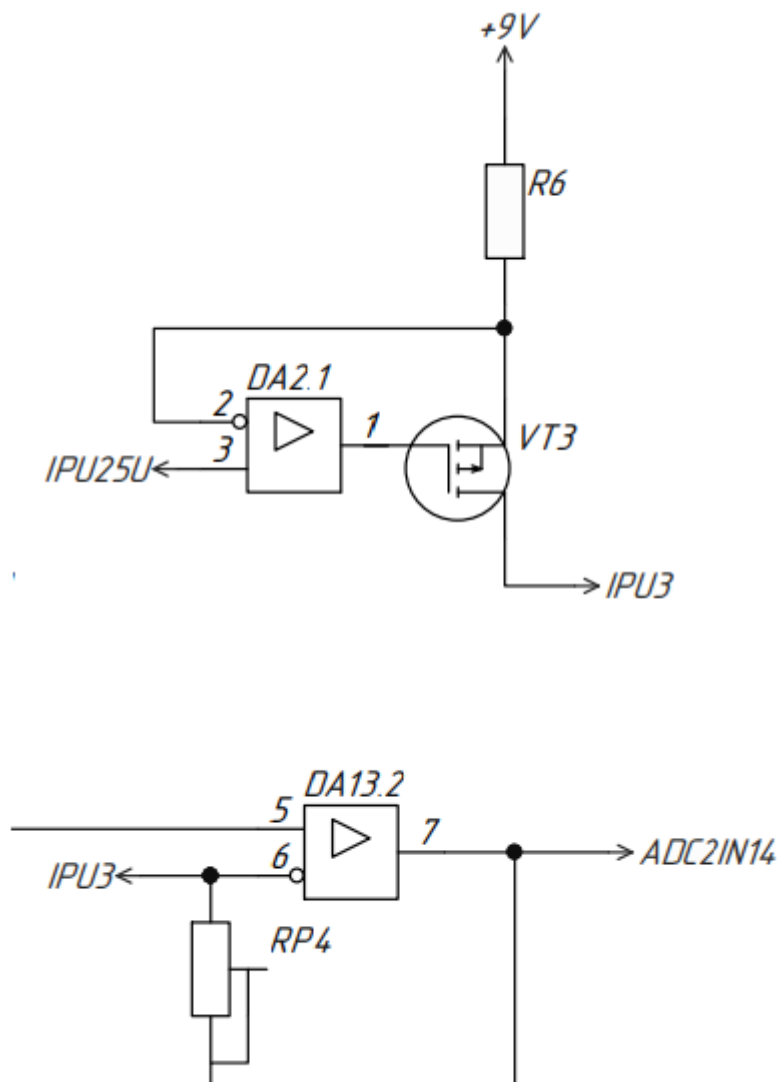 +9V
R6
DA2.1
2
3
1
IPU25U
VT3
IPU3
DA13.2
5
6
7
IPU3
ADC2IN14
RP4